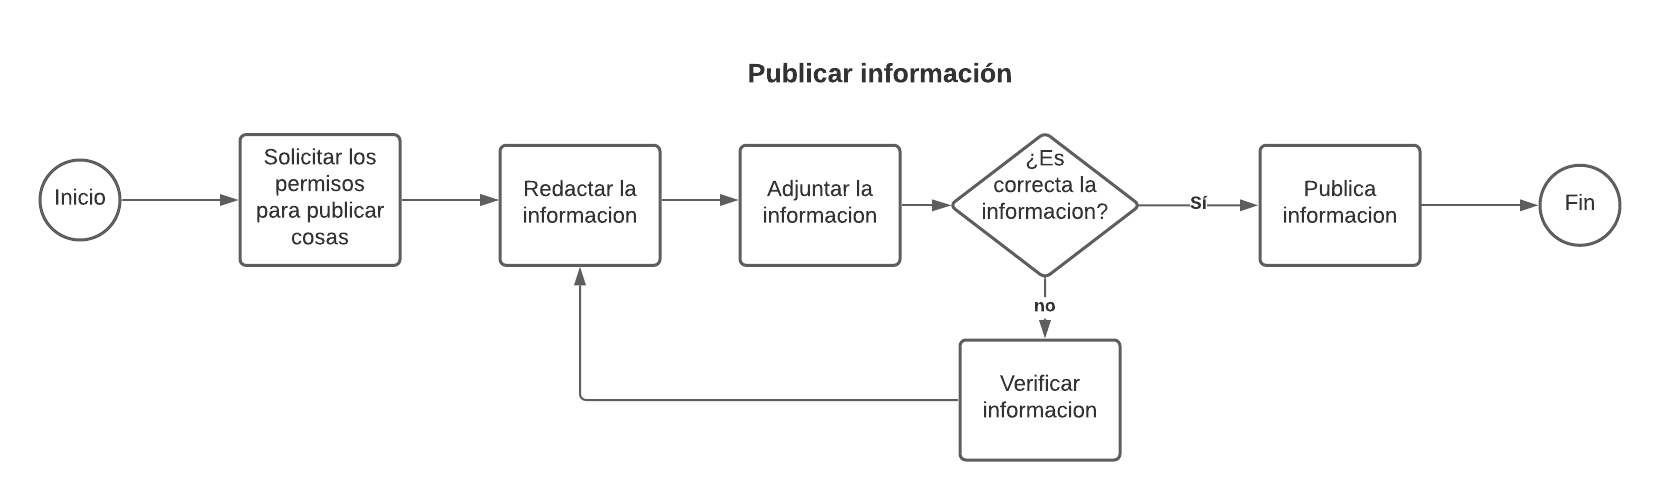 Publicar información
Inicio
Solicitar los
permisos
para publicar
cosas
Redactar la
informacion
Adjuntar la
informacion
¿Es
correcta la
informacion?
Sí
Publica
informacion
Fin
no
Verificar
informacion